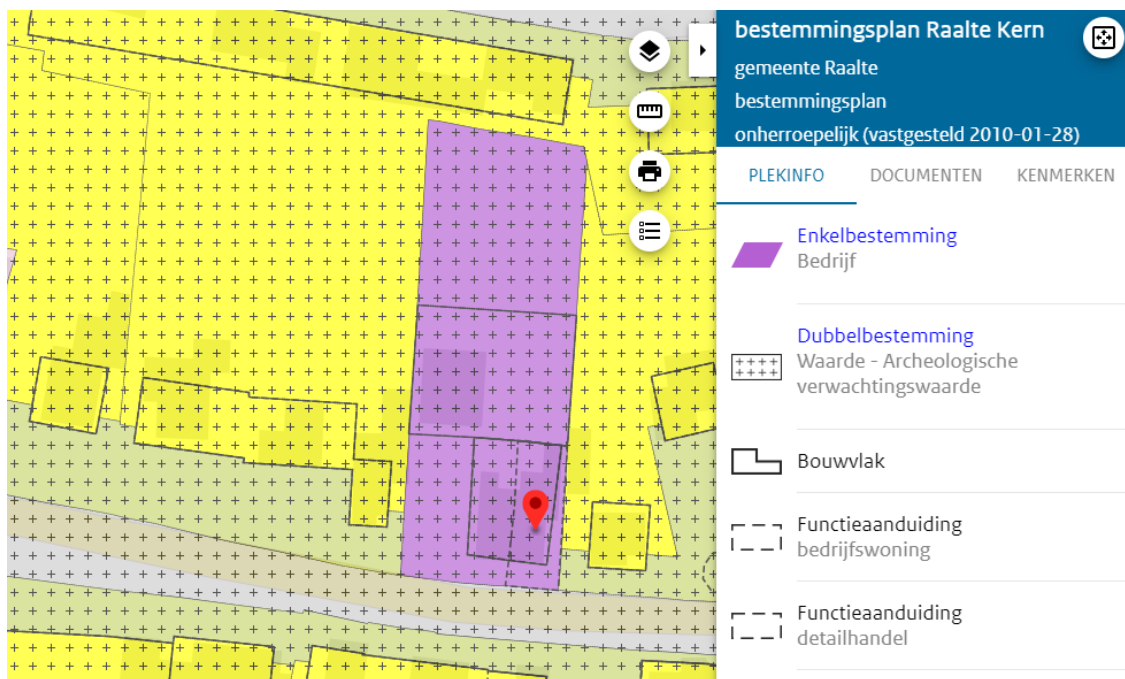 bestemmingsplan Raalte Kern
gemeente Raalte
bestemmingsplan
onherroepelijk (vastgesteld 2010-01-28)
PLEKINFO DOCUMENTEN KENMERKEN
Enkelbestemming
Bedrijf
Dubbelbestemming
Waarde - Archeologische
verwachtingswaarde
Bouwvlak
Functieaanduiding
bedrijfswoning
Functieaanduiding
detailhandel